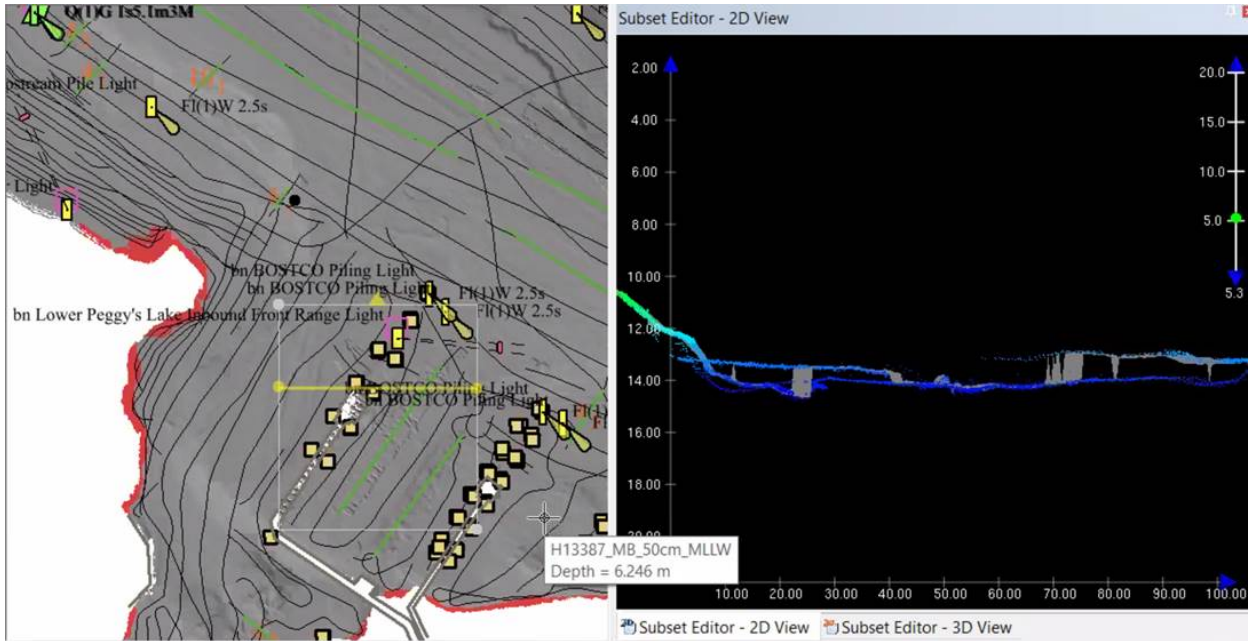 Q(1)G 1s5.1m3M
ostream Pile Light
Fl(1)W 2.5s
Light
bn BOSTCO Piling Light
bn BOSTCO Piling Light
Fl(1)W 2.5s
Fl(1)W 2.5s
bn Lower Peggy's Lake Inbound Front Range Light
BOSTCO Piling Light
bn BOSTCO Piling Light
Fl(1)
H13387_MB_50cm_MLLW
Depth = 6.246 m
Subset Editor - 2D View
2.00
4.00
6.00
8.00
10.00
12.00
14.00
16.00
18.00
20.00
20.0
15.0
10.0
5.0
5.3
10.00
20.00
30.00
40.00
50.00
60.00
70.00
80.00
90.00
100.00
Subset Editor - 2D View
Subset Editor - 3D View